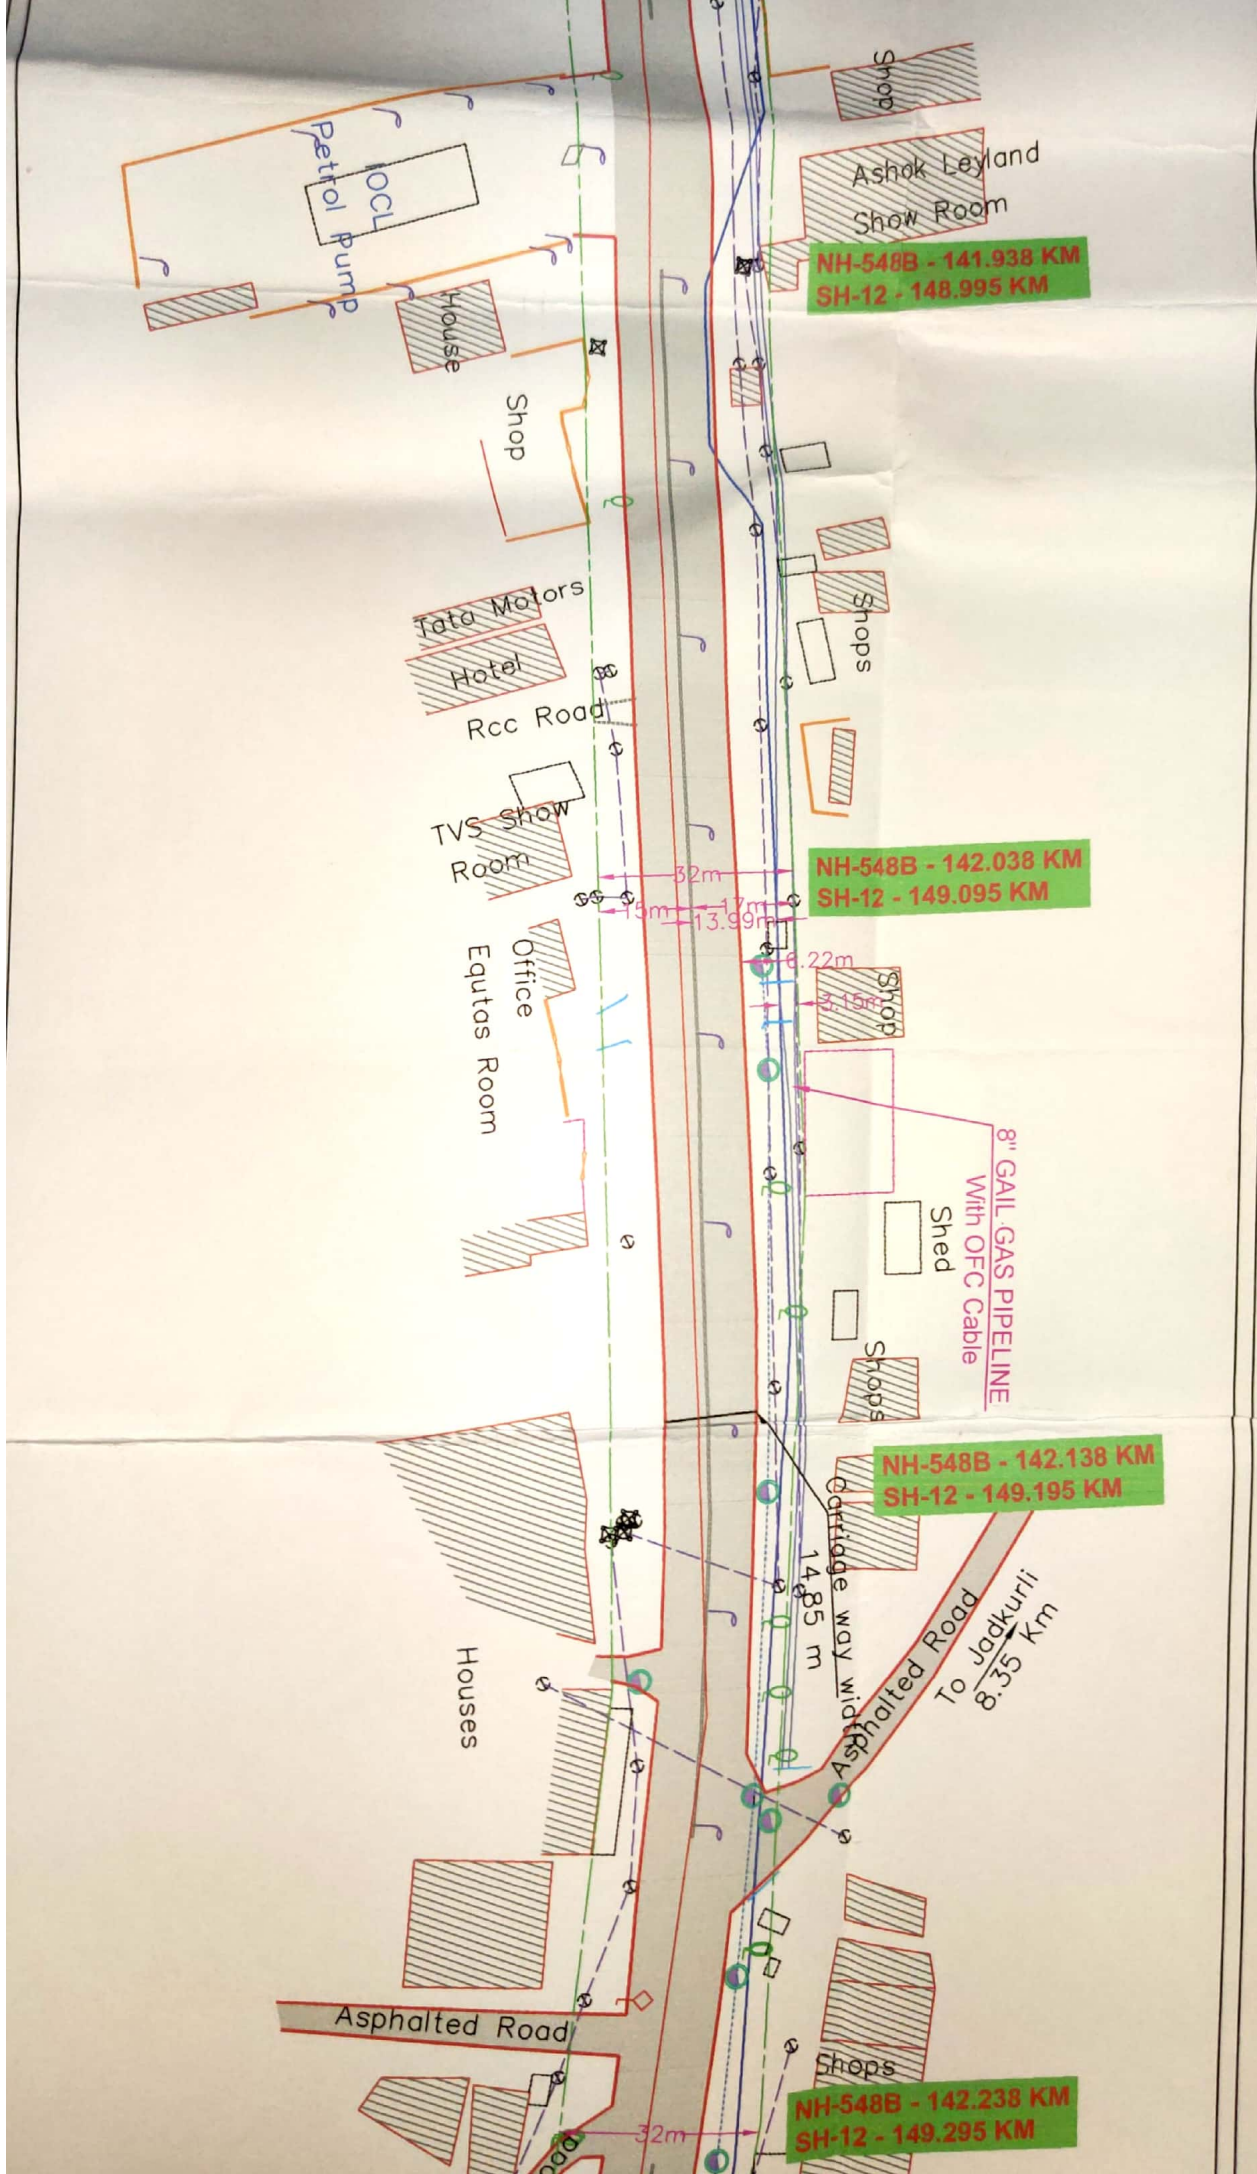 Shop
Ashok Leyland
Show Room
IOCL
Petrol Pump
NH-548B - 141.938 KM
SH-12 - 148.995 KM
House
Shop
Tata Motors
Hotel
Shops
Rcc Road
TVS Show
Room
NH-548B - 142.038 KM
SH-12 - 149.095 KM
32m
15m
17m
13.99m
6.22m
3.15m
Office
Equtas Room
Shop
8" GAIL GAS PIPELINE
With OFC Cable
Shed
Shops
NH-548B - 142.138 KM
SH-12 - 149.195 KM
Carriage way width
14.85 m
Asphalted Road
To Jadkurli
8.35 Km
Houses
Asphalted Road
Shops
NH-548B - 142.238 KM
SH-12 - 149.295 KM
32m